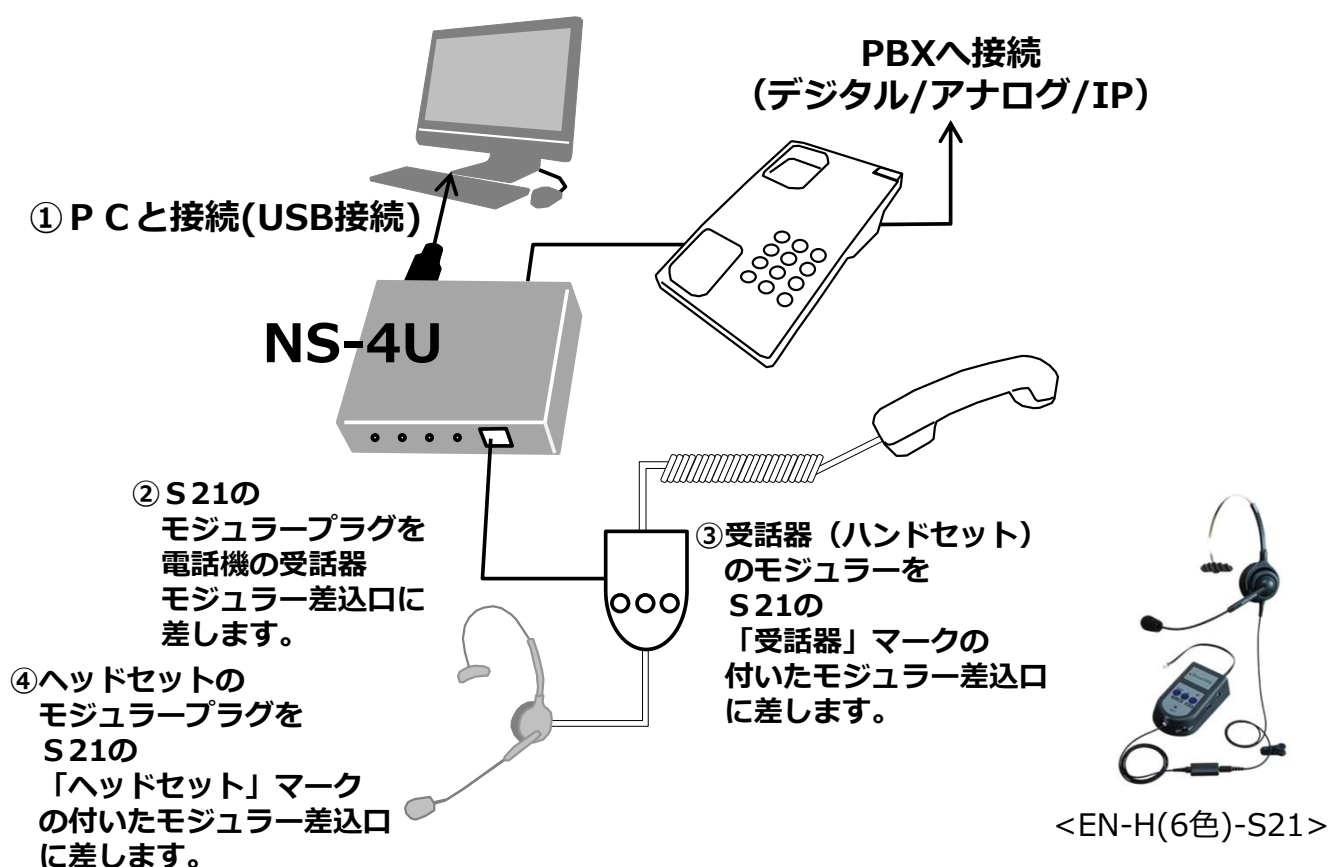 PBXへ接続
（デジタル/アナログ/IP）
①ＰＣと接続(USB接続)
NS-4U
②Ｓ21の
モジュラープラグを
電話機の受話器
モジュラー差込口に
差します。
③受話器（ハンドセット）
のモジュラーを
Ｓ21の
「受話器」マークの
付いたモジュラー差込口
に差します。
④ヘッドセットの
モジュラープラグを
Ｓ21の
「ヘッドセット」マーク
の付いたモジュラー差込口
に差します。
<EN-H(6色)-S21>